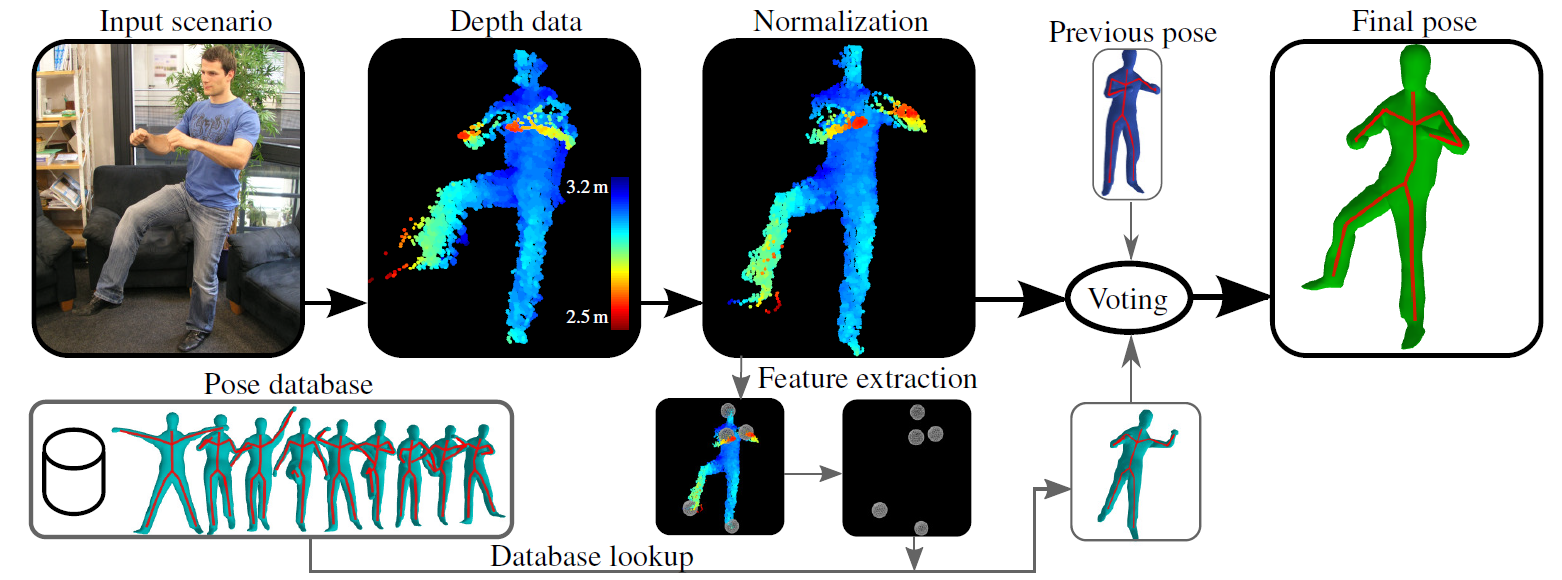 Input scenario
Depth data
Normalization
Previous pose
Final pose
3.2 m
2.5 m
Voting
Pose database
Feature extraction
Database lookup